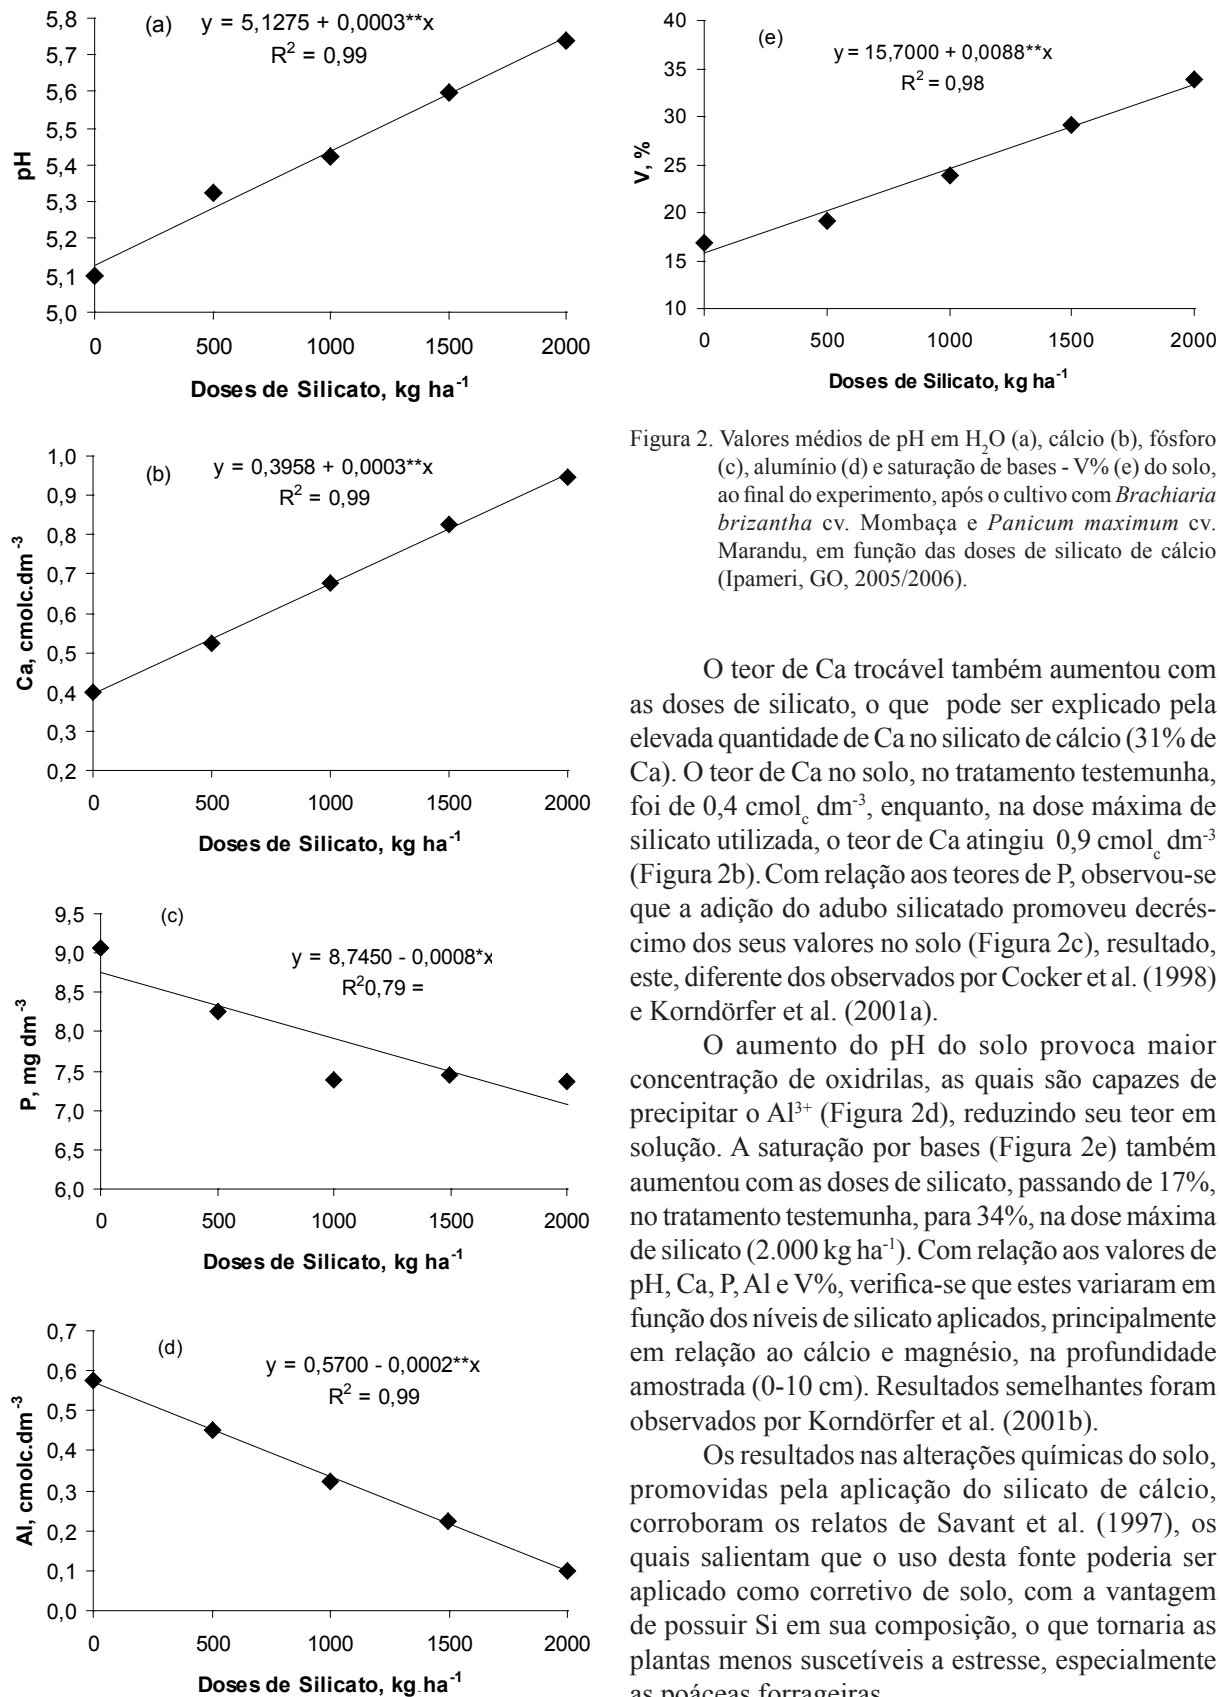 (a) y = 5,1275 + 0,0003**x
R² = 0,99
5,8
5,7
5,6
5,5
5,4
5,3
5,2
5,1
5,0
pH
0 500 1000 1500 2000
Doses de Silicato, kg ha⁻¹
(b) y = 0,3958 + 0,0003**x
R² = 0,99
1,0
0,9
0,8
0,7
0,6
0,5
0,4
0,3
0,2
Ca, cmolc.dm⁻³
0 500 1000 1500 2000
Doses de Silicato, kg ha⁻¹
(c)
y = 8,7450 - 0,0008*x
R²0,79 =
9,5
9,0
8,5
8,0
7,5
7,0
6,5
6,0
P, mg dm⁻³
0 500 1000 1500 2000
Doses de Silicato, kg ha⁻¹
(d)
y = 0,5700 - 0,0002**x
R² = 0,99
0,7
0,6
0,5
0,4
0,3
0,2
0,1
0,0
Al, cmolc.dm⁻³
0 500 1000 1500 2000
Doses de Silicato, kg.ha⁻¹
(e)
y = 15,7000 + 0,0088**x
R² = 0,98
40
35
30
25
20
15
10
V, %
0 500 1000 1500 2000
Doses de Silicato, kg ha⁻¹
Figura 2. Valores médios de pH em H₂O (a), cálcio (b), fósforo
(c), alumínio (d) e saturação de bases - V% (e) do solo,
ao final do experimento, após o cultivo com Brachiaria
brizantha cv. Mombaça e Panicum maximum cv.
Marandu, em função das doses de silicato de cálcio
(Ipameri, GO, 2005/2006).
O teor de Ca trocável também aumentou com
as doses de silicato, o que pode ser explicado pela
elevada quantidade de Ca no silicato de cálcio (31% de
Ca). O teor de Ca no solo, no tratamento testemunha,
foi de 0,4 cmol_c dm⁻³, enquanto, na dose máxima de
silicato utilizada, o teor de Ca atingiu 0,9 cmol_c dm⁻³
(Figura 2b). Com relação aos teores de P, observou-se
que a adição do adubo silicatado promoveu decrés-
cimo dos seus valores no solo (Figura 2c), resultado,
este, diferente dos observados por Cocker et al. (1998)
e Korndörfer et al. (2001a).
O aumento do pH do solo provoca maior
concentração de oxidrilas, as quais são capazes de
precipitar o Al³⁺ (Figura 2d), reduzindo seu teor em
solução. A saturação por bases (Figura 2e) também
aumentou com as doses de silicato, passando de 17%,
no tratamento testemunha, para 34%, na dose máxima
de silicato (2.000 kg ha⁻¹). Com relação aos valores de
pH, Ca, P, Al e V%, verifica-se que estes variaram em
função dos níveis de silicato aplicados, principalmente
em relação ao cálcio e magnésio, na profundidade
amostrada (0-10 cm). Resultados semelhantes foram
observados por Korndörfer et al. (2001b).
Os resultados nas alterações químicas do solo,
promovidas pela aplicação do silicato de cálcio,
corroboram os relatos de Savant et al. (1997), os
quais salientam que o uso desta fonte poderia ser
aplicado como corretivo de solo, com a vantagem
de possuir Si em sua composição, o que tornaria as
plantas menos suscetíveis a estresse, especialmente
as poáceas forrageiras.